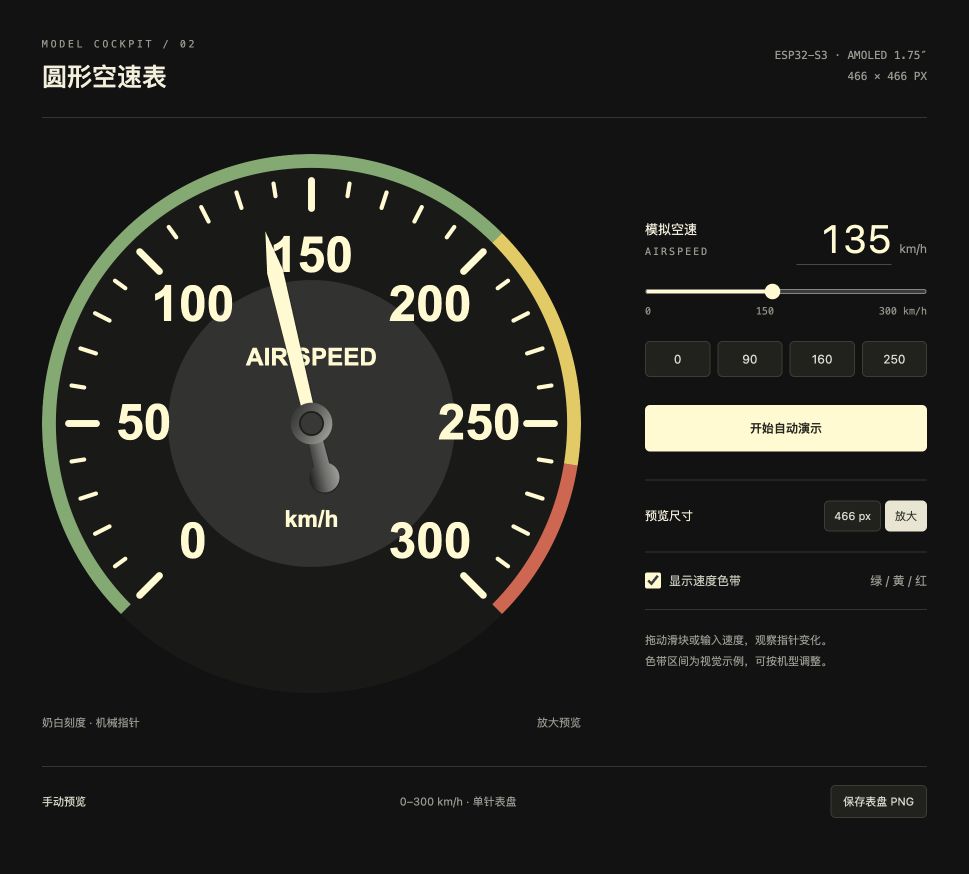 MODEL COCKPIT / 02
圆形空速表
ESP32-S3 · AMOLED 1.75″
466 × 466 PX
150
100
200
AIRSPEED
50
250
km/h
0
300
模拟空速
AIRSPEED
135 km/h
0 150 300 km/h
0 90 160 250
开始自动演示
预览尺寸 466 px 放大
显示速度色带 绿 / 黄 / 红
拖动滑块或输入速度，观察指针变化。
色带区间为视觉示例，可按机型调整。
奶白刻度 · 机械指针 放大预览
手动预览 0–300 km/h · 单针表盘 保存表盘 PNG